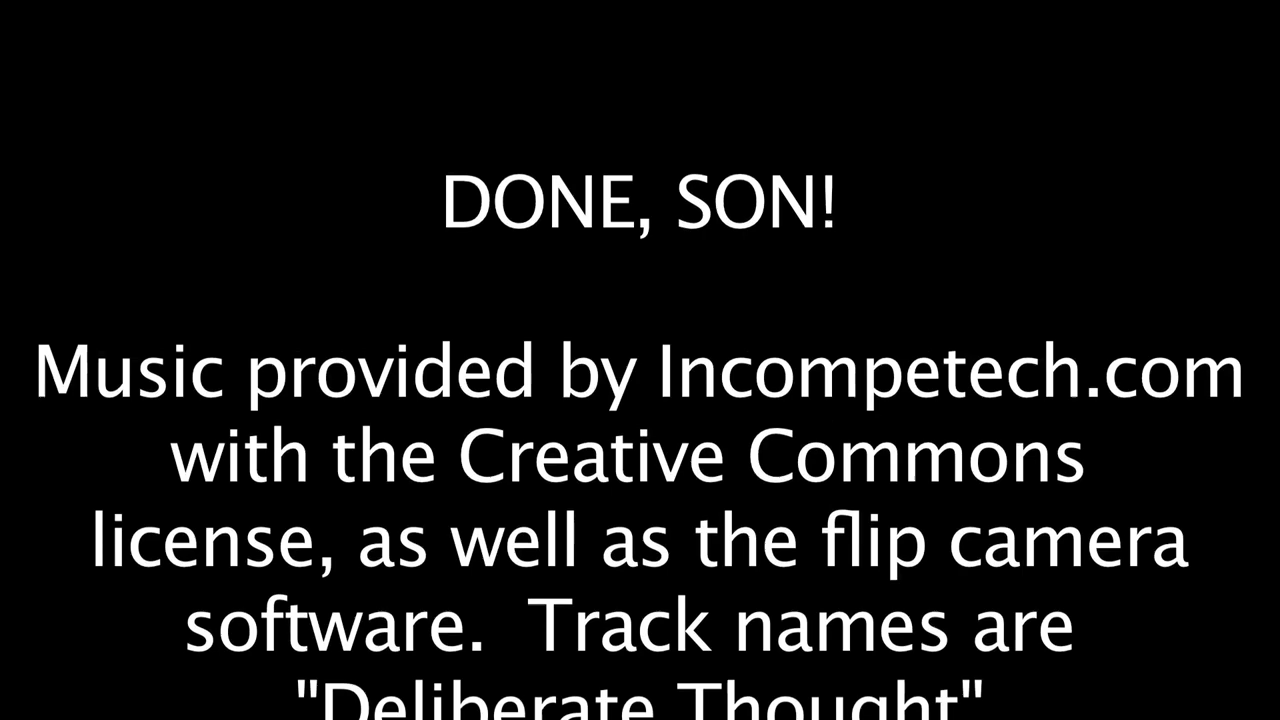 DONE, SON!
Music provided by Incompetech.com
with the Creative Commons
license, as well as the flip camera
software.  Track names are
"Deliberate Thought"